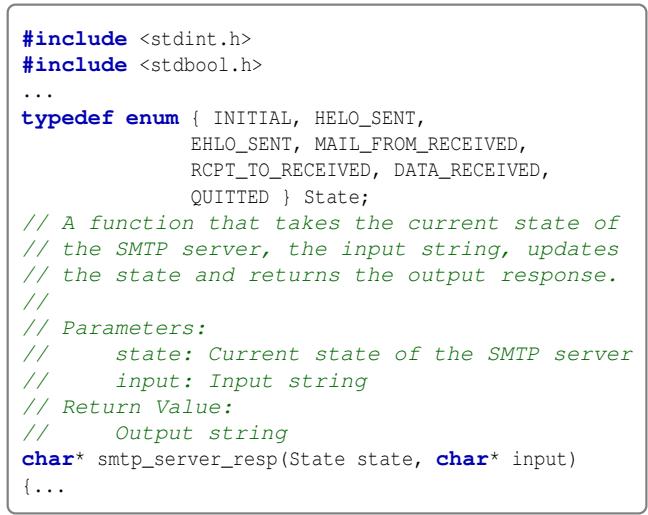 #include <stdint.h>
#include <stdbool.h>
...
typedef enum { INITIAL, HELO_SENT,
EHLO_SENT, MAIL_FROM_RECEIVED,
RCPT_TO_RECEIVED, DATA_RECEIVED,
QUITTED } State;
// A function that takes the current state of
// the SMTP server, the input string, updates
// the state and returns the output response.
//
// Parameters:
// state: Current state of the SMTP server
// input: Input string
// Return Value:
// Output string
char* smtp_server_resp(State state, char* input)
{...